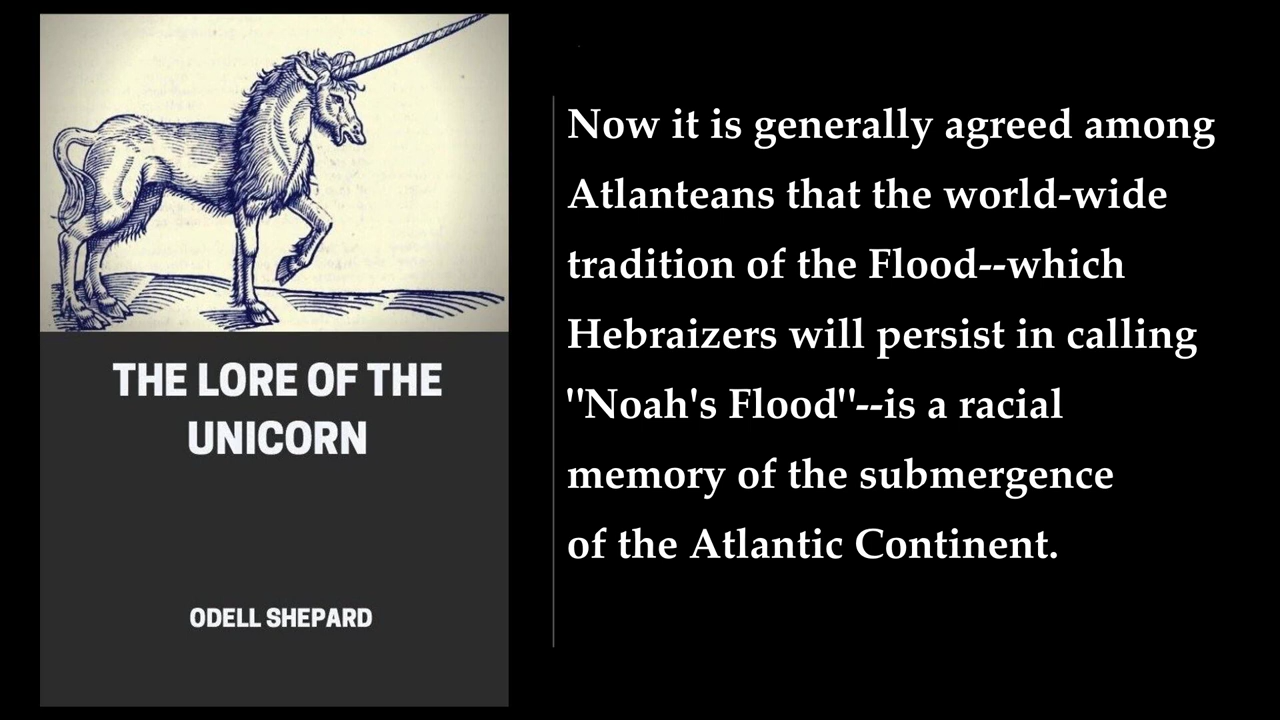 THE LORE OF THE
UNICORN
ODELL SHEPARD
Now it is generally agreed among
Atlanteans that the world-wide
tradition of the Flood--which
Hebraizers will persist in calling
"Noah's Flood"--is a racial
memory of the submergence
of the Atlantic Continent.